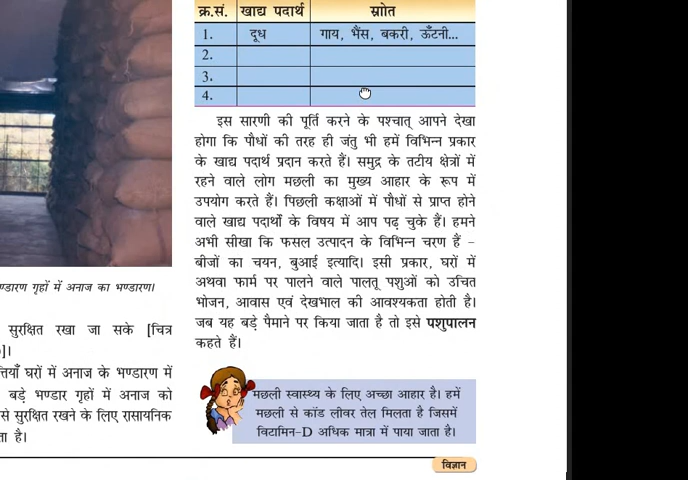 क्र.सं. खाद्य पदार्थ स्रोत
1. दूध गाय, भैंस, बकरी, ऊँटनी...
2.
3.
4.
इस सारणी की पूर्ति करने के पश्चात् आपने देखा
होगा कि पौधों की तरह ही जंतु भी हमें विभिन्न प्रकार
के खाद्य पदार्थ प्रदान करते हैं। समुद्र के तटीय क्षेत्रों में
रहने वाले लोग मछली का मुख्य आहार के रूप में
उपयोग करते हैं। पिछली कक्षाओं में पौधों से प्राप्त होने
वाले खाद्य पदार्थों के विषय में आप पढ़ चुके हैं। हमने
अभी सीखा कि फसल उत्पादन के विभिन्न चरण हैं –
बीजों का चयन, बुआई इत्यादि। इसी प्रकार, घरों में
अथवा फार्म पर पालने वाले पालतू पशुओं को उचित
भोजन, आवास एवं देखभाल की आवश्यकता होती है।
जब यह बड़े पैमाने पर किया जाता है तो इसे पशुपालन
कहते हैं।
ण्डारण गृहों में अनाज का भण्डारण।
सुरक्षित रखा जा सके [चित्र
)]।
त्तियाँ घरों में अनाज के भण्डारण में
बड़े भण्डार गृहों में अनाज को
से सुरक्षित रखने के लिए रासायनिक
ता है।
मछली स्वास्थ्य के लिए अच्छा आहार है। हमें
मछली से कॉड लीवर तेल मिलता है जिसमें
विटामिन–D अधिक मात्रा में पाया जाता है।
विज्ञान